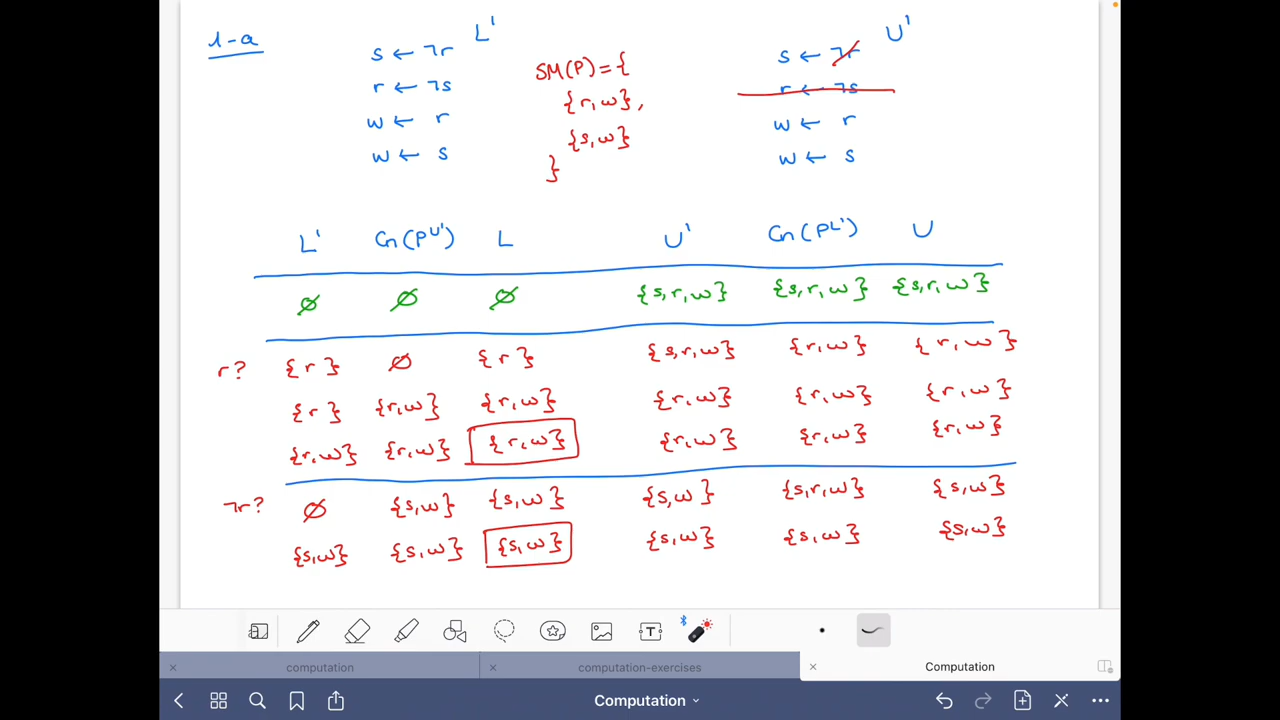 1-a
L'
s ← ¬r
r ← ¬s
w ← r
w ← s
SM(P) = {
{r, w},
{s, w}
}
U'
s ← ¬r
r ← ¬s
w ← r
w ← s
L' Cn(P^U') L U' Cn(P^L') U
∅ ∅ ∅ {s, r, w} {s, r, w} {s, r, w}
r? {r} ∅ {r} {s, r, w} {r, w} {r, w}
{r} {r, w} {r, w} {r, w} {r, w} {r, w}
{r, w} {r, w} {r, w} {r, w} {r, w} {r, w}
¬r? ∅ {s, w} {s, w} {s, w} {s, r, w} {s, w}
{s, w} {s, w} {s, w} {s, w} {s, w} {s, w}
computation computation-exercises Computation
Computation